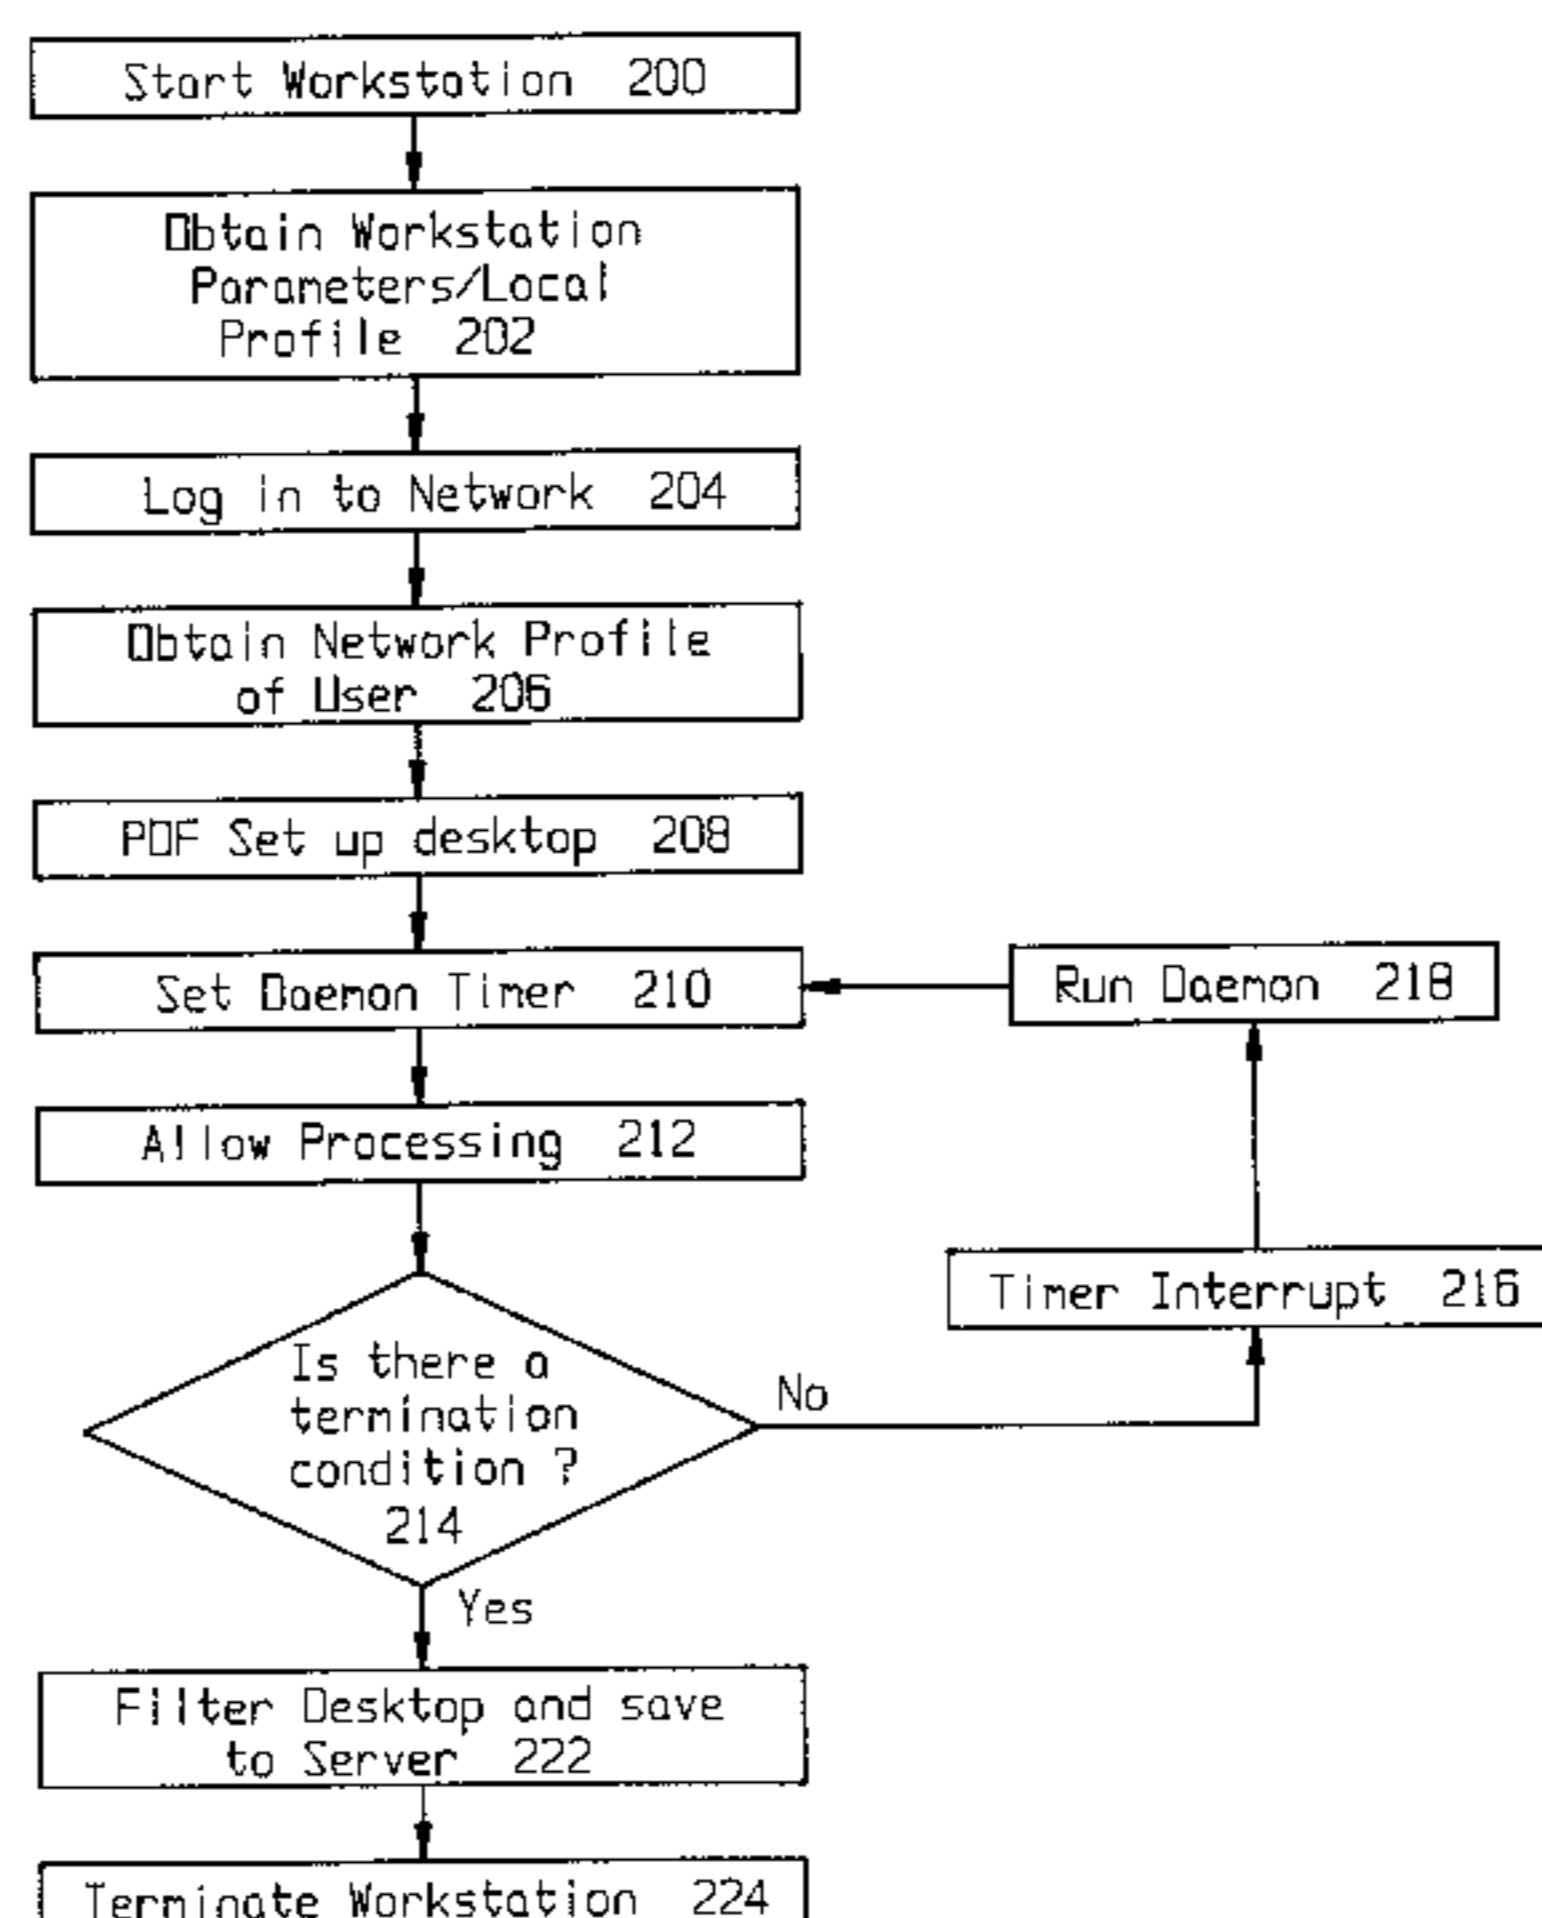 Start Workstation 200
Obtain Workstation
Parameters/Local
Profile 202
Log in to Network 204
Obtain Network Profile
of User 206
PDF Set up desktop 208
Set Daemon Timer 210
Run Daemon 218
Allow Processing 212
Timer Interrupt 216
Is there a
termination
condition ?
214
No
Yes
Filter Desktop and save
to Server 222
Terminate Workstation 224